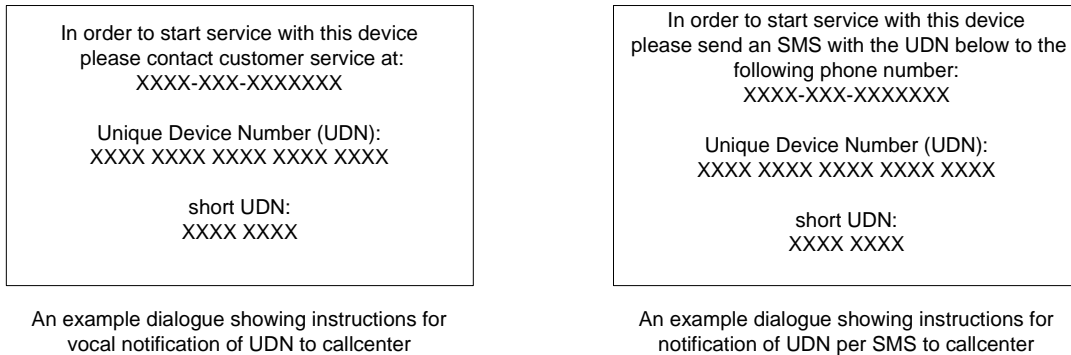 In order to start service with this device
please contact customer service at:
XXXX-XXX-XXXXXXX
Unique Device Number (UDN):
XXXX XXXX XXXX XXXX XXXX
short UDN:
XXXX XXXX
An example dialogue showing instructions for
vocal notification of UDN to callcenter
In order to start service with this device
please send an SMS with the UDN below to the
following phone number:
XXXX-XXX-XXXXXXX
Unique Device Number (UDN):
XXXX XXXX XXXX XXXX XXXX
short UDN:
XXXX XXXX
An example dialogue showing instructions for
notification of UDN per SMS to callcenter